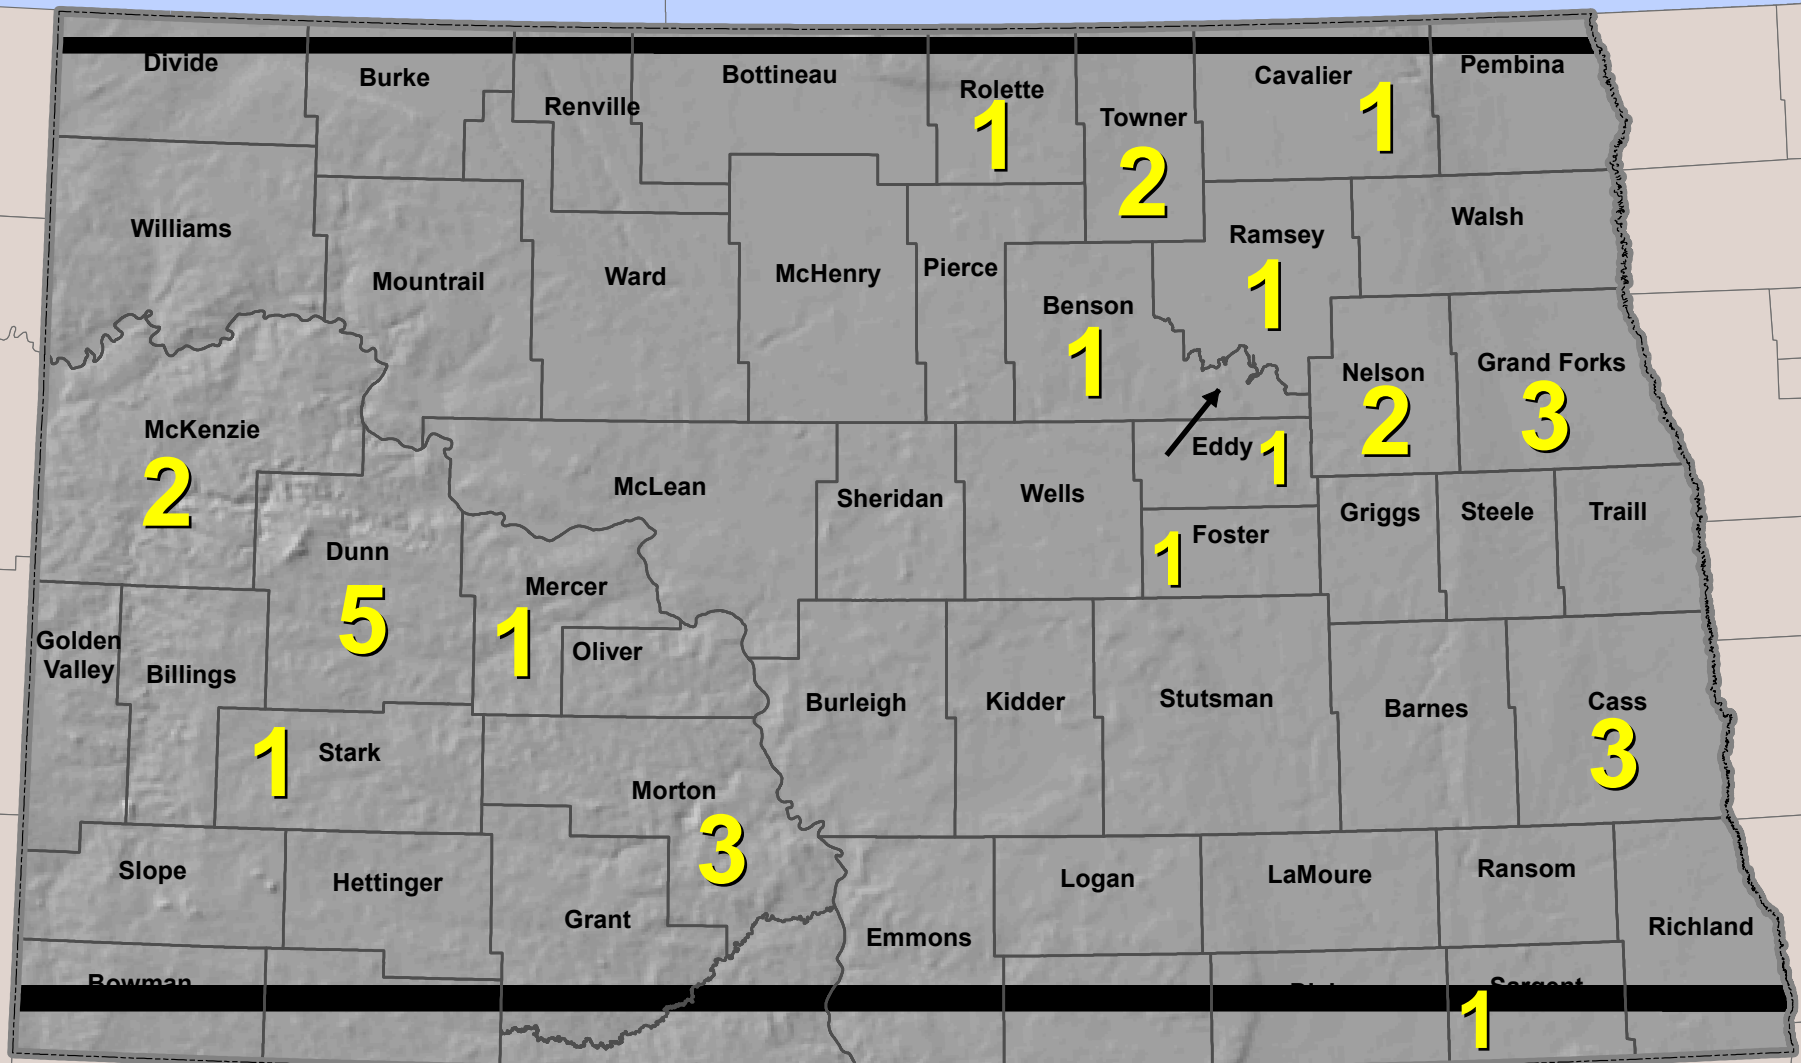 Divide
Burke
Renville
Bottineau
Rolette
1
Towner
2
Cavalier
1
Pembina
Williams
Mountrail
Ward
McHenry
Pierce
Benson
1
Ramsey
1
Walsh
Nelson
2
Grand Forks
3
McKenzie
2
Dunn
5
McLean
Mercer
1
Oliver
Sheridan
Wells
Eddy 1
1 Foster
Griggs
Steele
Traill
Golden
Valley
Billings
1 Stark
Morton
3
Burleigh
Kidder
Stutsman
Barnes
Cass
3
Slope
Hettinger
Grant
Emmons
Logan
LaMoure
Ransom
Richland
Bowman
Sargent
1